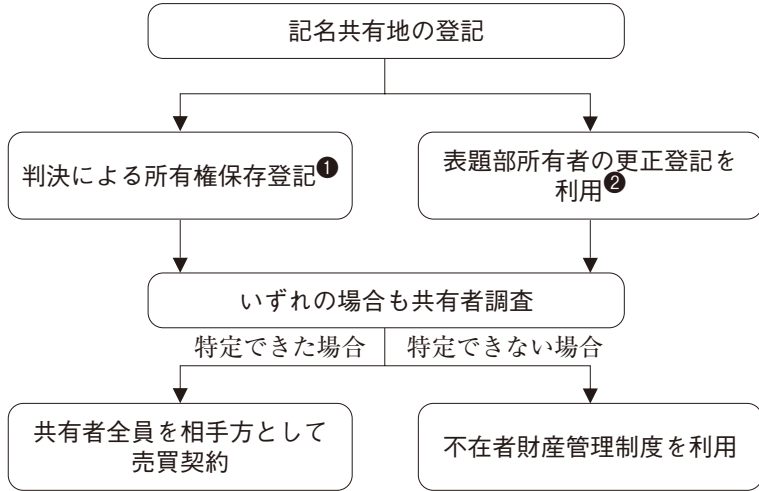 記名共有地の登記
判決による所有権保存登記❶
表題部所有者の更正登記を
利用❷
いずれの場合も共有者調査
特定できた場合
特定できない場合
共有者全員を相手方として
売買契約
不在者財産管理制度を利用